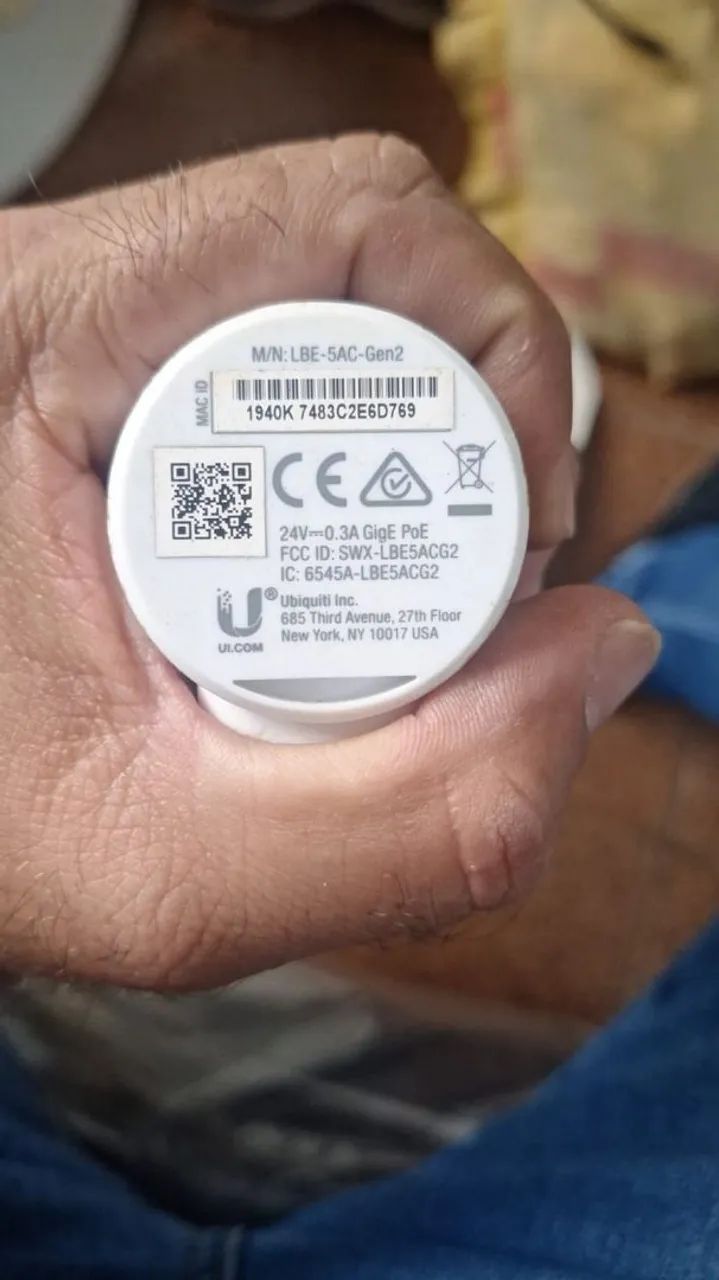 M/N: LBE-5AC-Gen2
MAC ID
1940K 7483C2E6D769
CE
24V⎓0.3A GigE PoE
FCC ID: SWX-LBE5ACG2
IC: 6545A-LBE5ACG2
U®
UI.COM
Ubiquiti Inc.
685 Third Avenue, 27th Floor
New York, NY 10017 USA